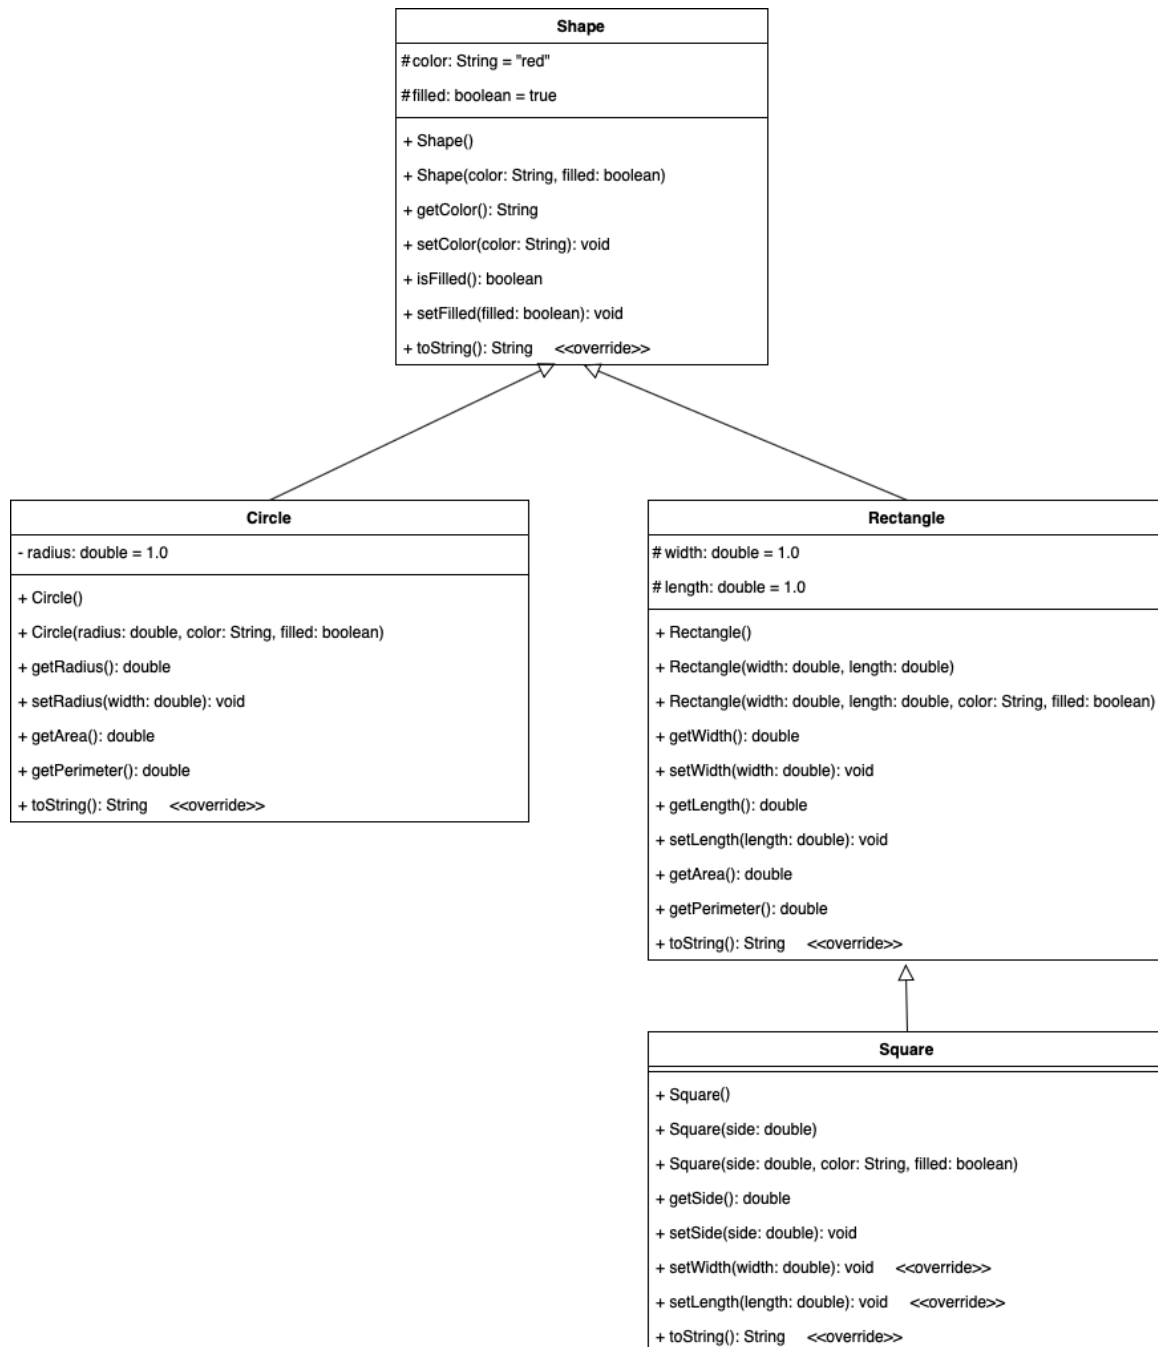 Shape
# color: String = "red"
# filled: boolean = true
+ Shape()
+ Shape(color: String, filled: boolean)
+ getColor(): String
+ setColor(color: String): void
+ isFilled(): boolean
+ setFilled(filled: boolean): void
+ toString(): String <<override>>
Circle
- radius: double = 1.0
+ Circle()
+ Circle(radius: double, color: String, filled: boolean)
+ getRadius(): double
+ setRadius(width: double): void
+ getArea(): double
+ getPerimeter(): double
+ toString(): String <<override>>
Rectangle
# width: double = 1.0
# length: double = 1.0
+ Rectangle()
+ Rectangle(width: double, length: double)
+ Rectangle(width: double, length: double, color: String, filled: boolean)
+ getWidth(): double
+ setWidth(width: double): void
+ getLength(): double
+ setLength(length: double): void
+ getArea(): double
+ getPerimeter(): double
+ toString(): String <<override>>
Square
+ Square()
+ Square(side: double)
+ Square(side: double, color: String, filled: boolean)
+ getSide(): double
+ setSide(side: double): void
+ setWidth(width: double): void <<override>>
+ setLength(length: double): void <<override>>
+ toString(): String <<override>>